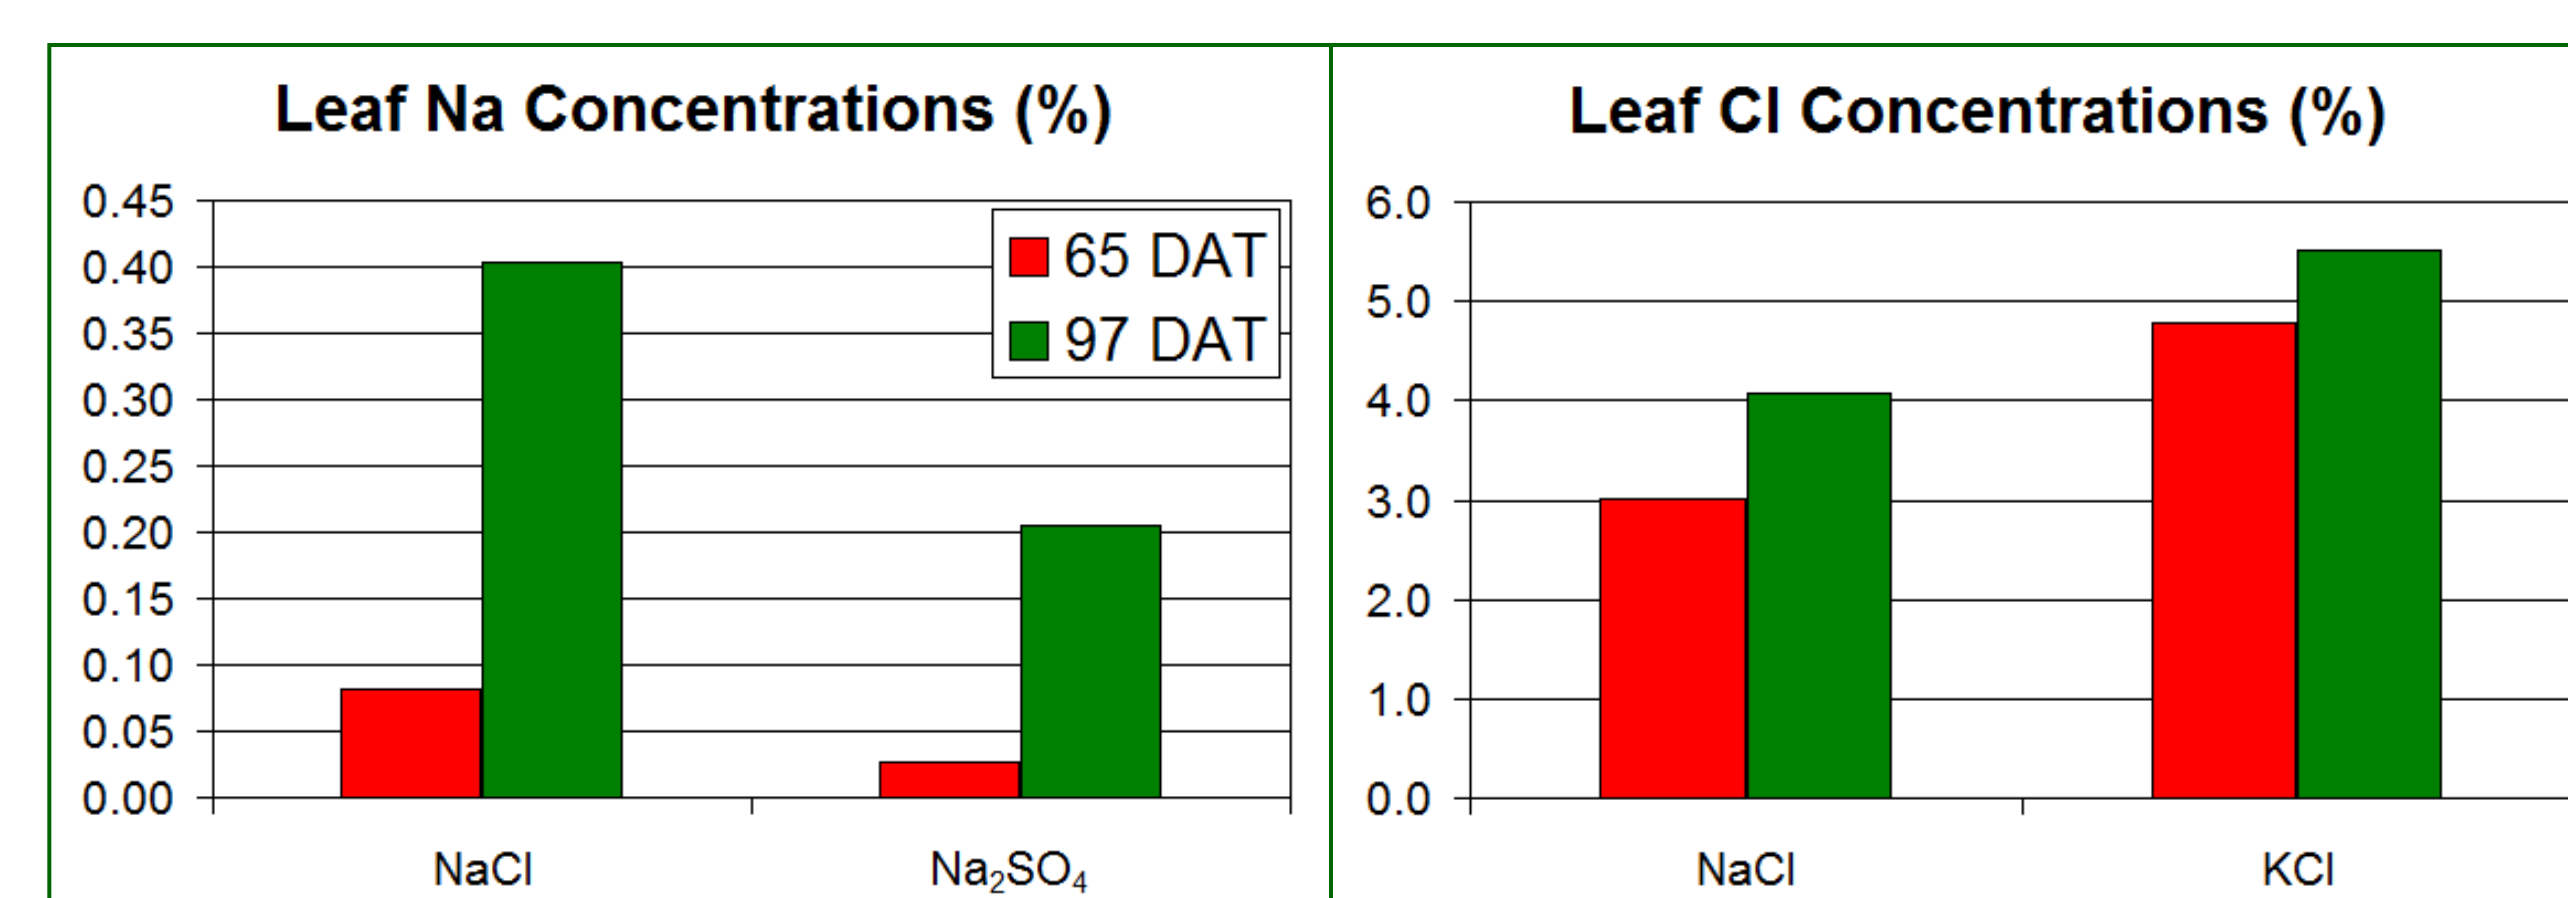 Leaf Na Concentrations (%)
0.45
0.40
0.35
0.30
0.25
0.20
0.15
0.10
0.05
0.00
65 DAT
97 DAT
NaCl
Na₂SO₄
Leaf Cl Concentrations (%)
6.0
5.0
4.0
3.0
2.0
1.0
0.0
NaCl
KCl